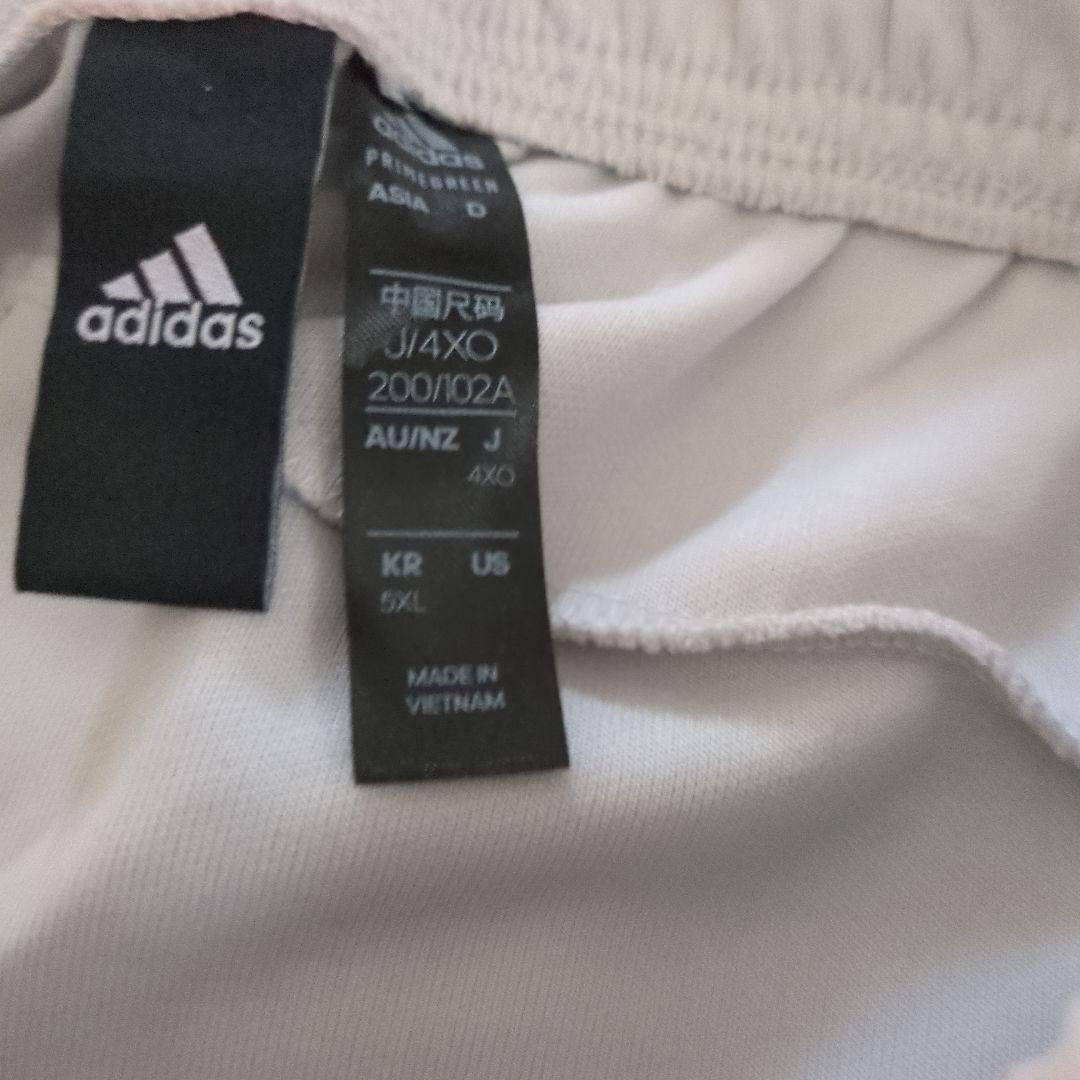 adidas
adidas
PRIMEGREEN
ASIA D
中国尺码
J/4XO
200/102A
AU/NZ J
4XO
KR US
5XL
MADE IN
VIETNAM